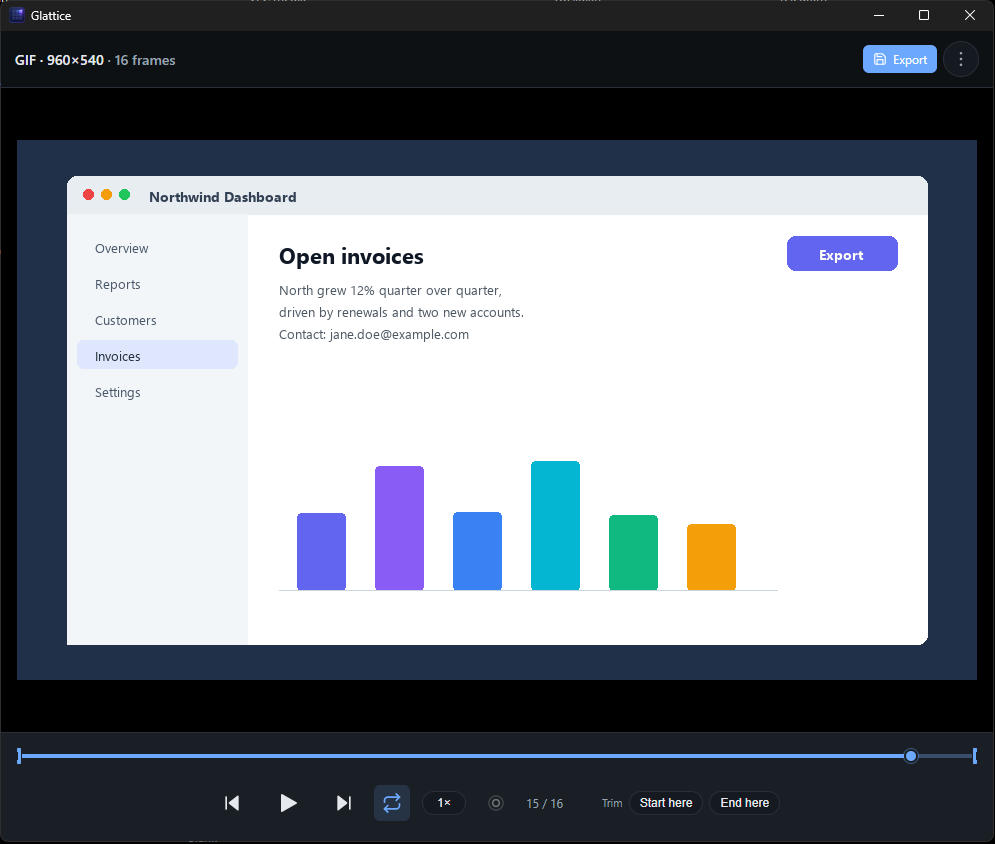 Glattice
GIF · 960×540 · 16 frames
Export
Northwind Dashboard
Overview
Reports
Customers
Invoices
Settings
Open invoices
Export
North grew 12% quarter over quarter,
driven by renewals and two new accounts.
Contact: jane.doe@example.com
1×
15 / 16
Trim
Start here
End here